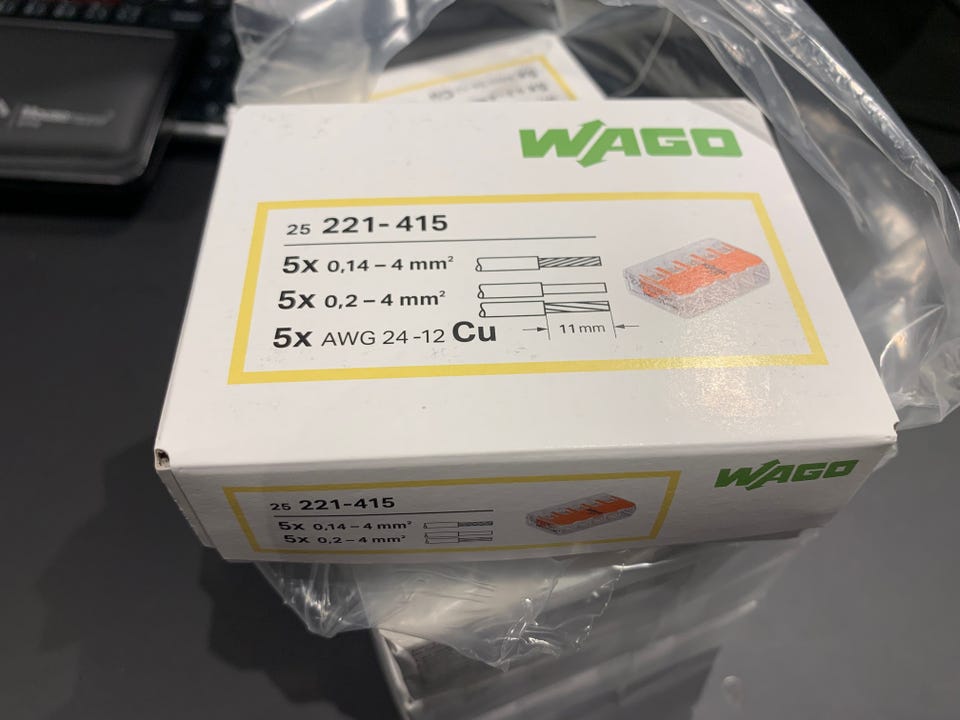 WAGO
25 221-415
5x 0,14 – 4 mm²
5x 0,2 – 4 mm²
5x AWG 24 -12 Cu
11 mm
WAGO
25 221-415
5x 0,14 – 4 mm²
5x 0,2 – 4 mm²